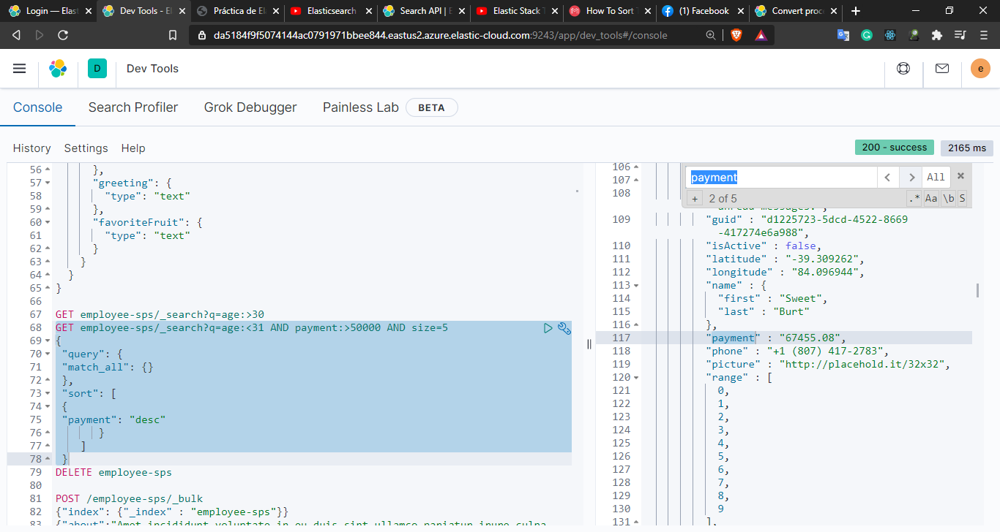 Login — Elast
Dev Tools - El
Práctica de El
Elasticsearch
Search API | E
Elastic Stack T
How To Sort T
(1) Facebook
Convert proc
da5184f9f5074144ac0791971bbee844.eastus2.azure.elastic-cloud.com:9243/app/dev_tools#/console
D
Dev Tools
e
Console
Search Profiler
Grok Debugger
Painless Lab
BETA
History
Settings
Help
200 - success
2165 ms
56 },
57 "greeting": {
58 "type": "text"
59 },
60 "favoriteFruit": {
61 "type": "text"
62 }
63 }
64 }
65 }
66
67 GET employee-sps/_search?q=age:>30
68 GET employee-sps/_search?q=age:<31 AND payment:>50000 AND size=5
69 {
70 "query": {
71 "match_all": {}
72 },
73 "sort": [
74 {
75 "payment": "desc"
76 }
77 ]
78 }
79 DELETE employee-sps
80
81 POST /employee-sps/_bulk
82 {"index": {"_index" : "employee-sps"}}
83 {"about":"Amet incididunt voluptate in eu duis sint ullamco pariatur irure culpa
payment
All
+ 2 of 5
.* Aa \b S
106
107
108
unread messages.",
109 "guid" : "d1225723-5dcd-4522-8669
-417274e6a988",
110 "isActive" : false,
111 "latitude" : "-39.309262",
112 "longitude" : "84.096944",
113 "name" : {
114 "first" : "Sweet",
115 "last" : "Burt"
116 },
117 "payment" : "67455.08",
118 "phone" : "+1 (807) 417-2783",
119 "picture" : "http://placehold.it/32x32",
120 "range" : [
121 0,
122 1,
123 2,
124 3,
125 4,
126 5,
127 6,
128 7,
129 8,
130 9
131 ],